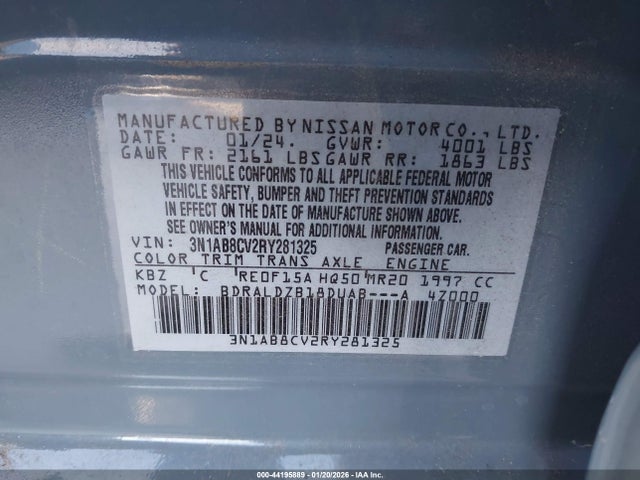 MANUFACTURED BY NISSAN MOTOR CO., LTD.
DATE: 01/24. GVWR: 4001 LBS
GAWR FR: 2161 LBS GAWR RR: 1863 LBS
THIS VEHICLE CONFORMS TO ALL APPLICABLE FEDERAL MOTOR
VEHICLE SAFETY, BUMPER AND THEFT PREVENTION STANDARDS
IN EFFECT ON THE DATE OF MANUFACTURE SHOWN ABOVE.
SEE OWNER'S MANUAL FOR ADDITIONAL INFORMATION.
VIN: 3N1AB8CV2RY281325 PASSENGER CAR.
COLOR TRIM TRANS AXLE ENGINE
KBZ C RE0F15A HQ50 MR20 1997 CC
MODEL: BDRALDZB18DUAB---A 4Z000
3N1AB8CV2RY281325
000-44195889 - 01/20/2026 - IAA Inc.